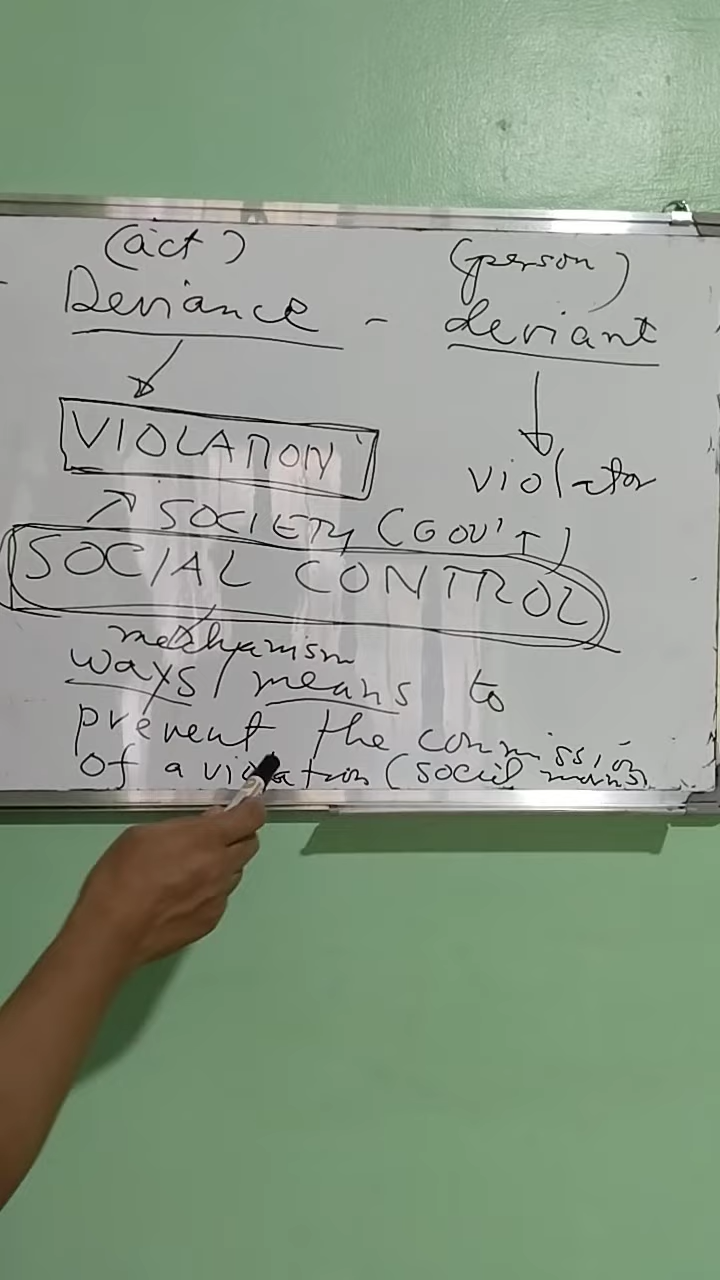 (act) (person)
Deviance - deviant
VIOLATION violator
SOCIETY (GOV'T)
SOCIAL CONTROL
mechanism
ways / means to
prevent the commission
of a violation (social